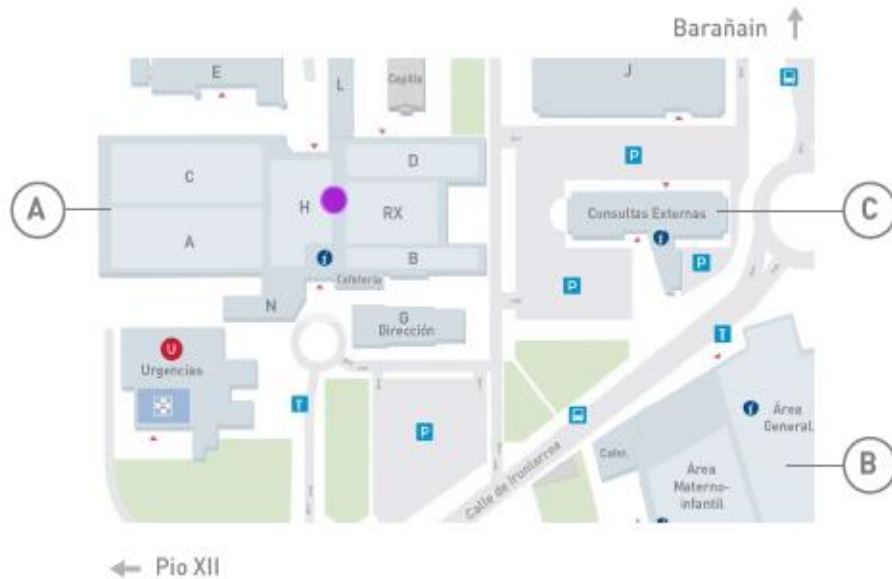 Barañain
E
L
Capilla
J
P
C
D
A
C
H
RX
Consultas Externas
C
A
i
i
B
P
P
Cafetería
N
G
Dirección
T
U
Urgencias
T
i
Área
General
P
Cafet.
B
Área
Materno-
infantil
Calle de Irunlarrea
Pio XII